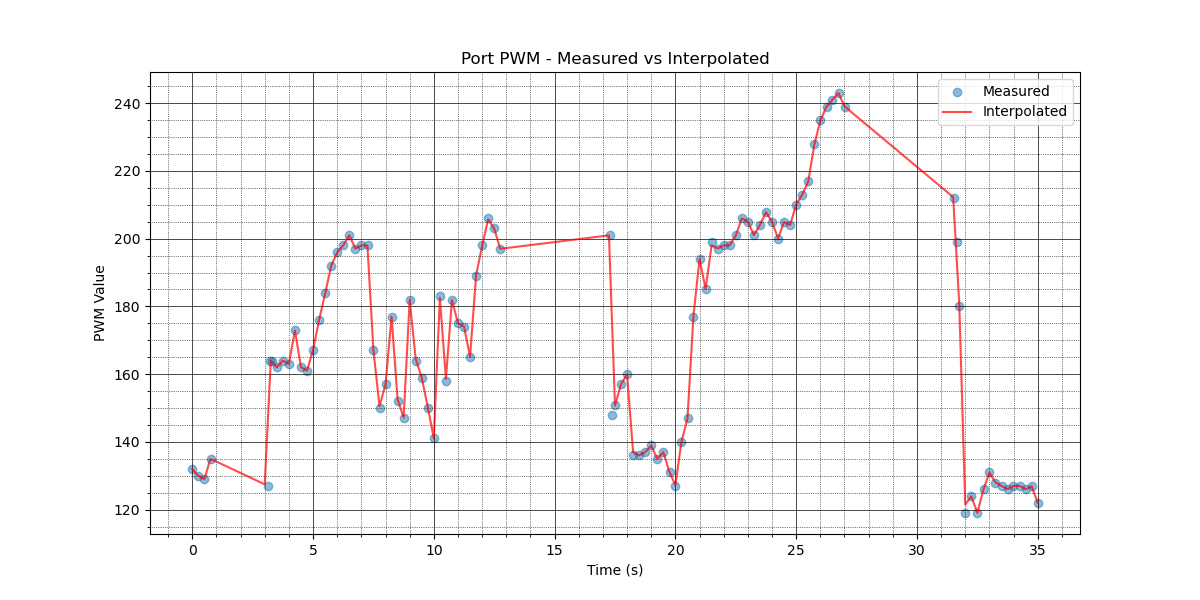 Port PWM - Measured vs Interpolated
Measured
Interpolated
PWM Value
240
220
200
180
160
140
120
0 5 10 15 20 25 30 35
Time (s)